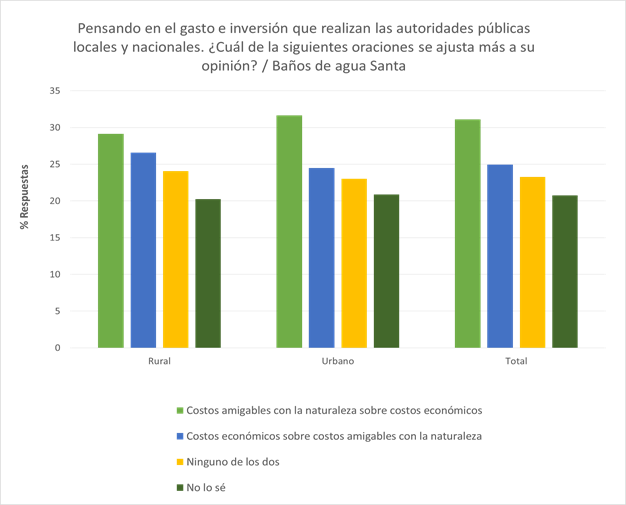 Pensando en el gasto e inversión que realizan las autoridades públicas
locales y nacionales. ¿Cuál de la siguientes oraciones se ajusta más a su
opinión? / Baños de agua Santa
35
30
25
20
15
10
5
0
% Respuestas
Rural
Urbano
Total
Costos amigables con la naturaleza sobre costos económicos
Costos económicos sobre costos amigables con la naturaleza
Ninguno de los dos
No lo sé